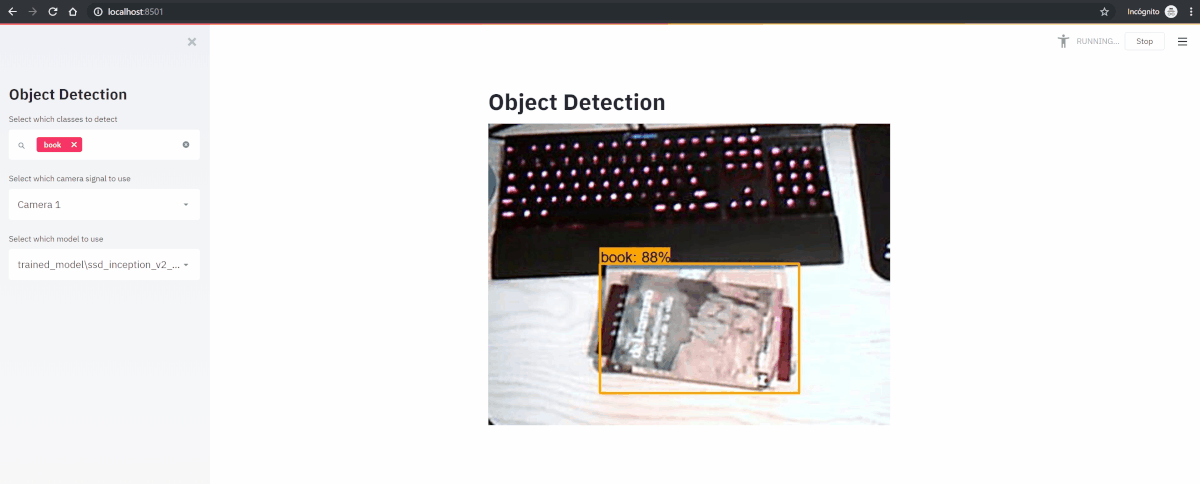 localhost:8501
Incógnito
RUNNING...
Stop
Object Detection
Select which classes to detect
book
Select which camera signal to use
Camera 1
Select which model to use
trained_model\ssd_inception_v2_...
Object Detection
book: 88%